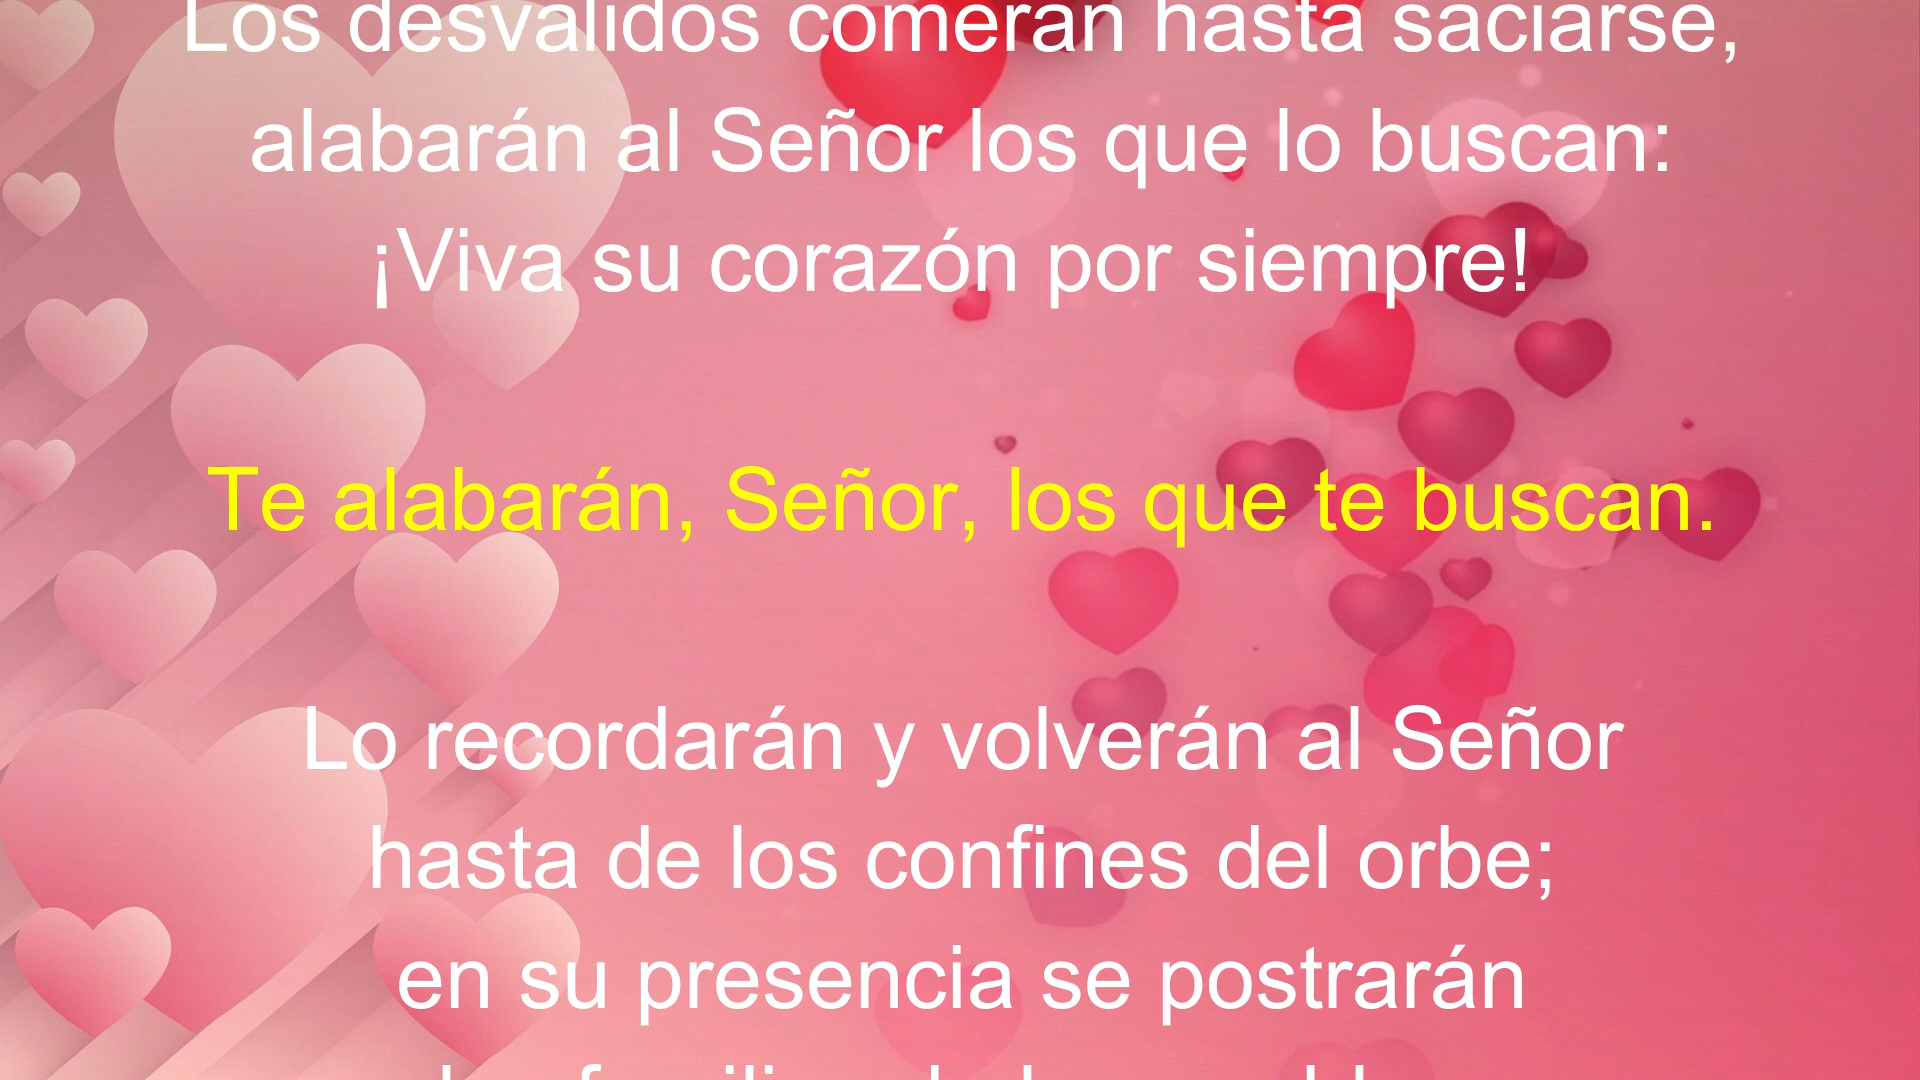 Los desvalidos comerán hasta saciarse,
alabarán al Señor los que lo buscan:
¡Viva su corazón por siempre!
Te alabarán, Señor, los que te buscan.
Lo recordarán y volverán al Señor
hasta de los confines del orbe;
en su presencia se postrarán